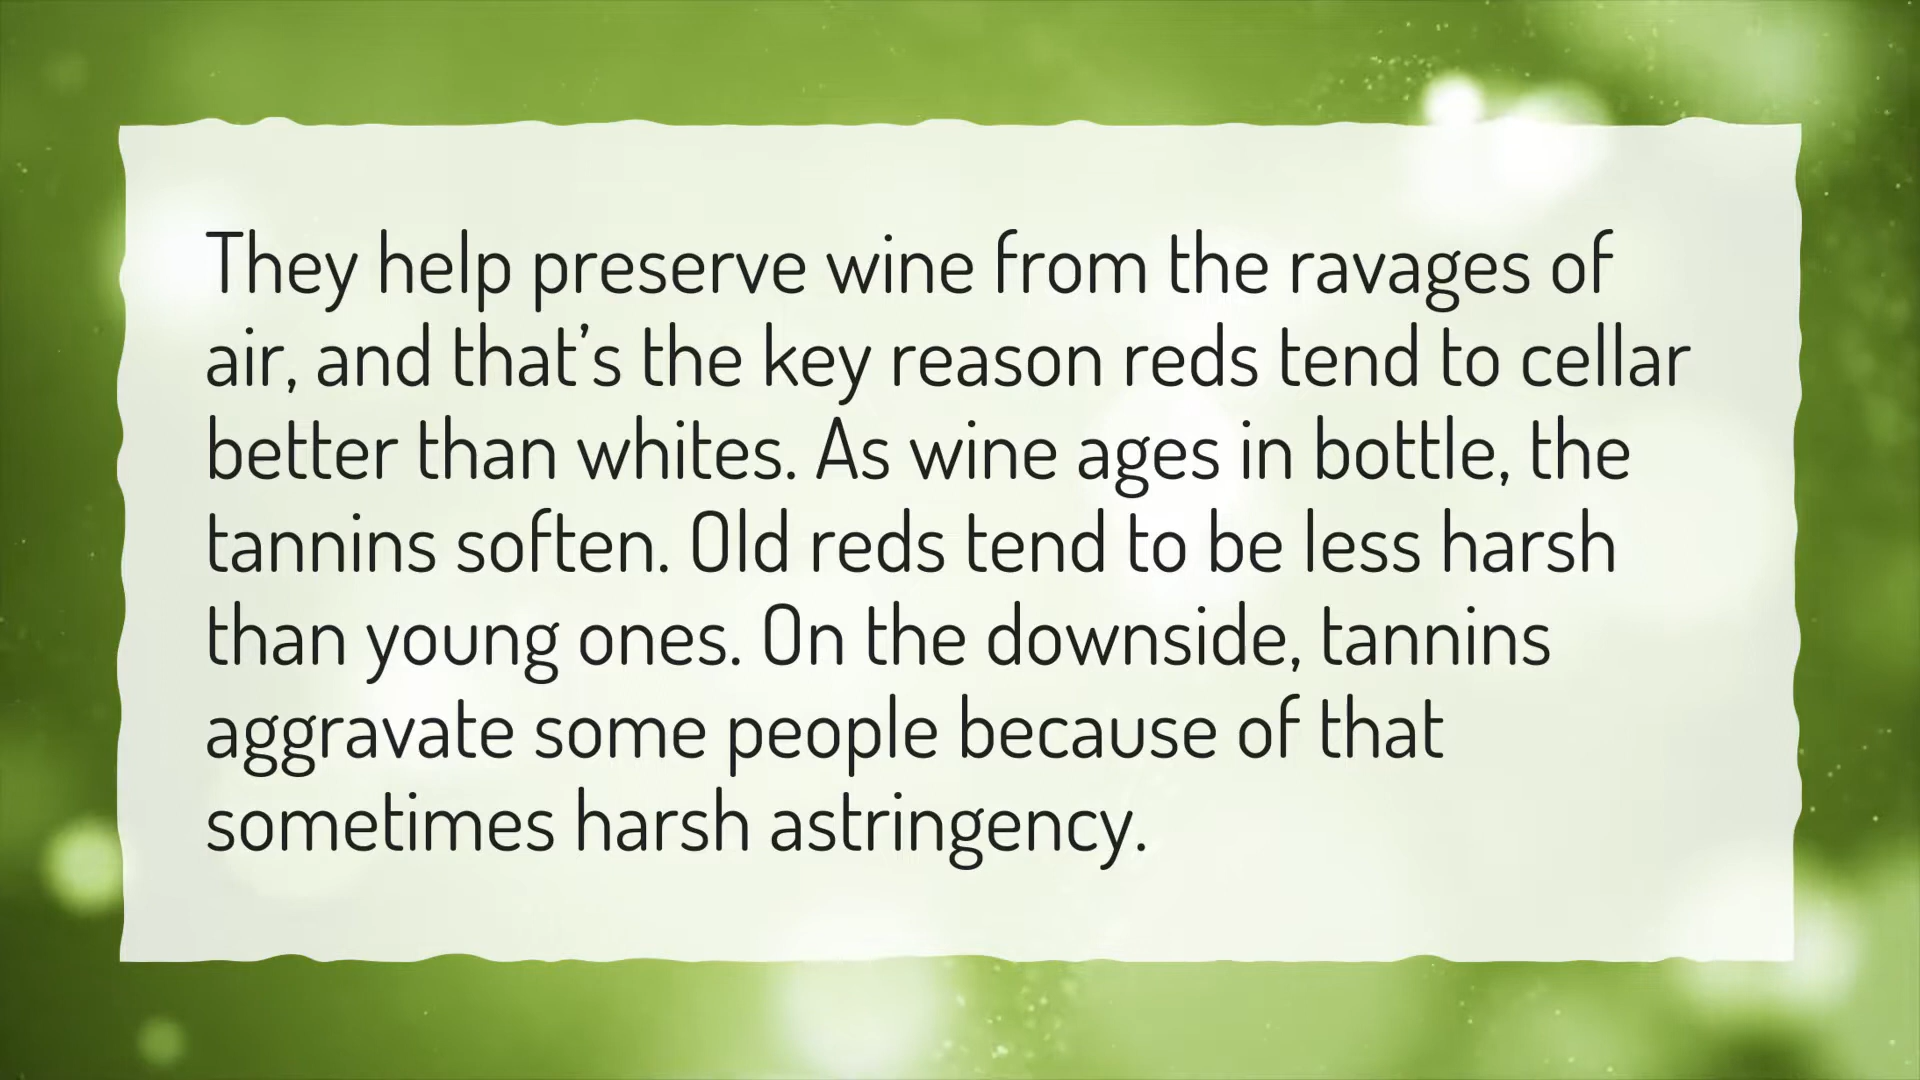 They help preserve wine from the ravages of
air, and that’s the key reason reds tend to cellar
better than whites. As wine ages in bottle, the
tannins soften. Old reds tend to be less harsh
than young ones. On the downside, tannins
aggravate some people because of that
sometimes harsh astringency.